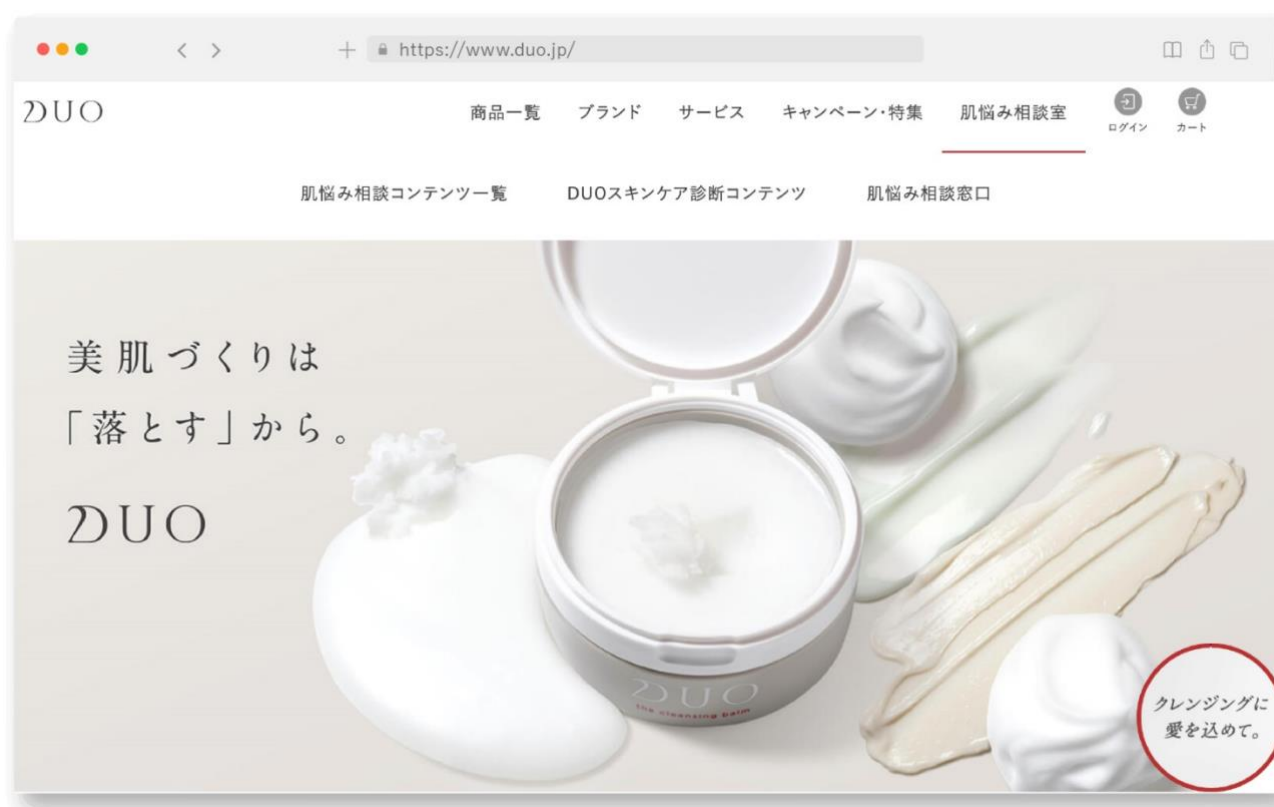 https://www.duo.jp/
DUO
商品一覧
ブランド
サービス
キャンペーン・特集
肌悩み相談室
ログイン
カート
肌悩み相談コンテンツ一覧
DUOスキンケア診断コンテンツ
肌悩み相談窓口
美肌づくりは
「落とす」から。
DUO
DUO
the cleansing balm
クレンジングに
愛を込めて。